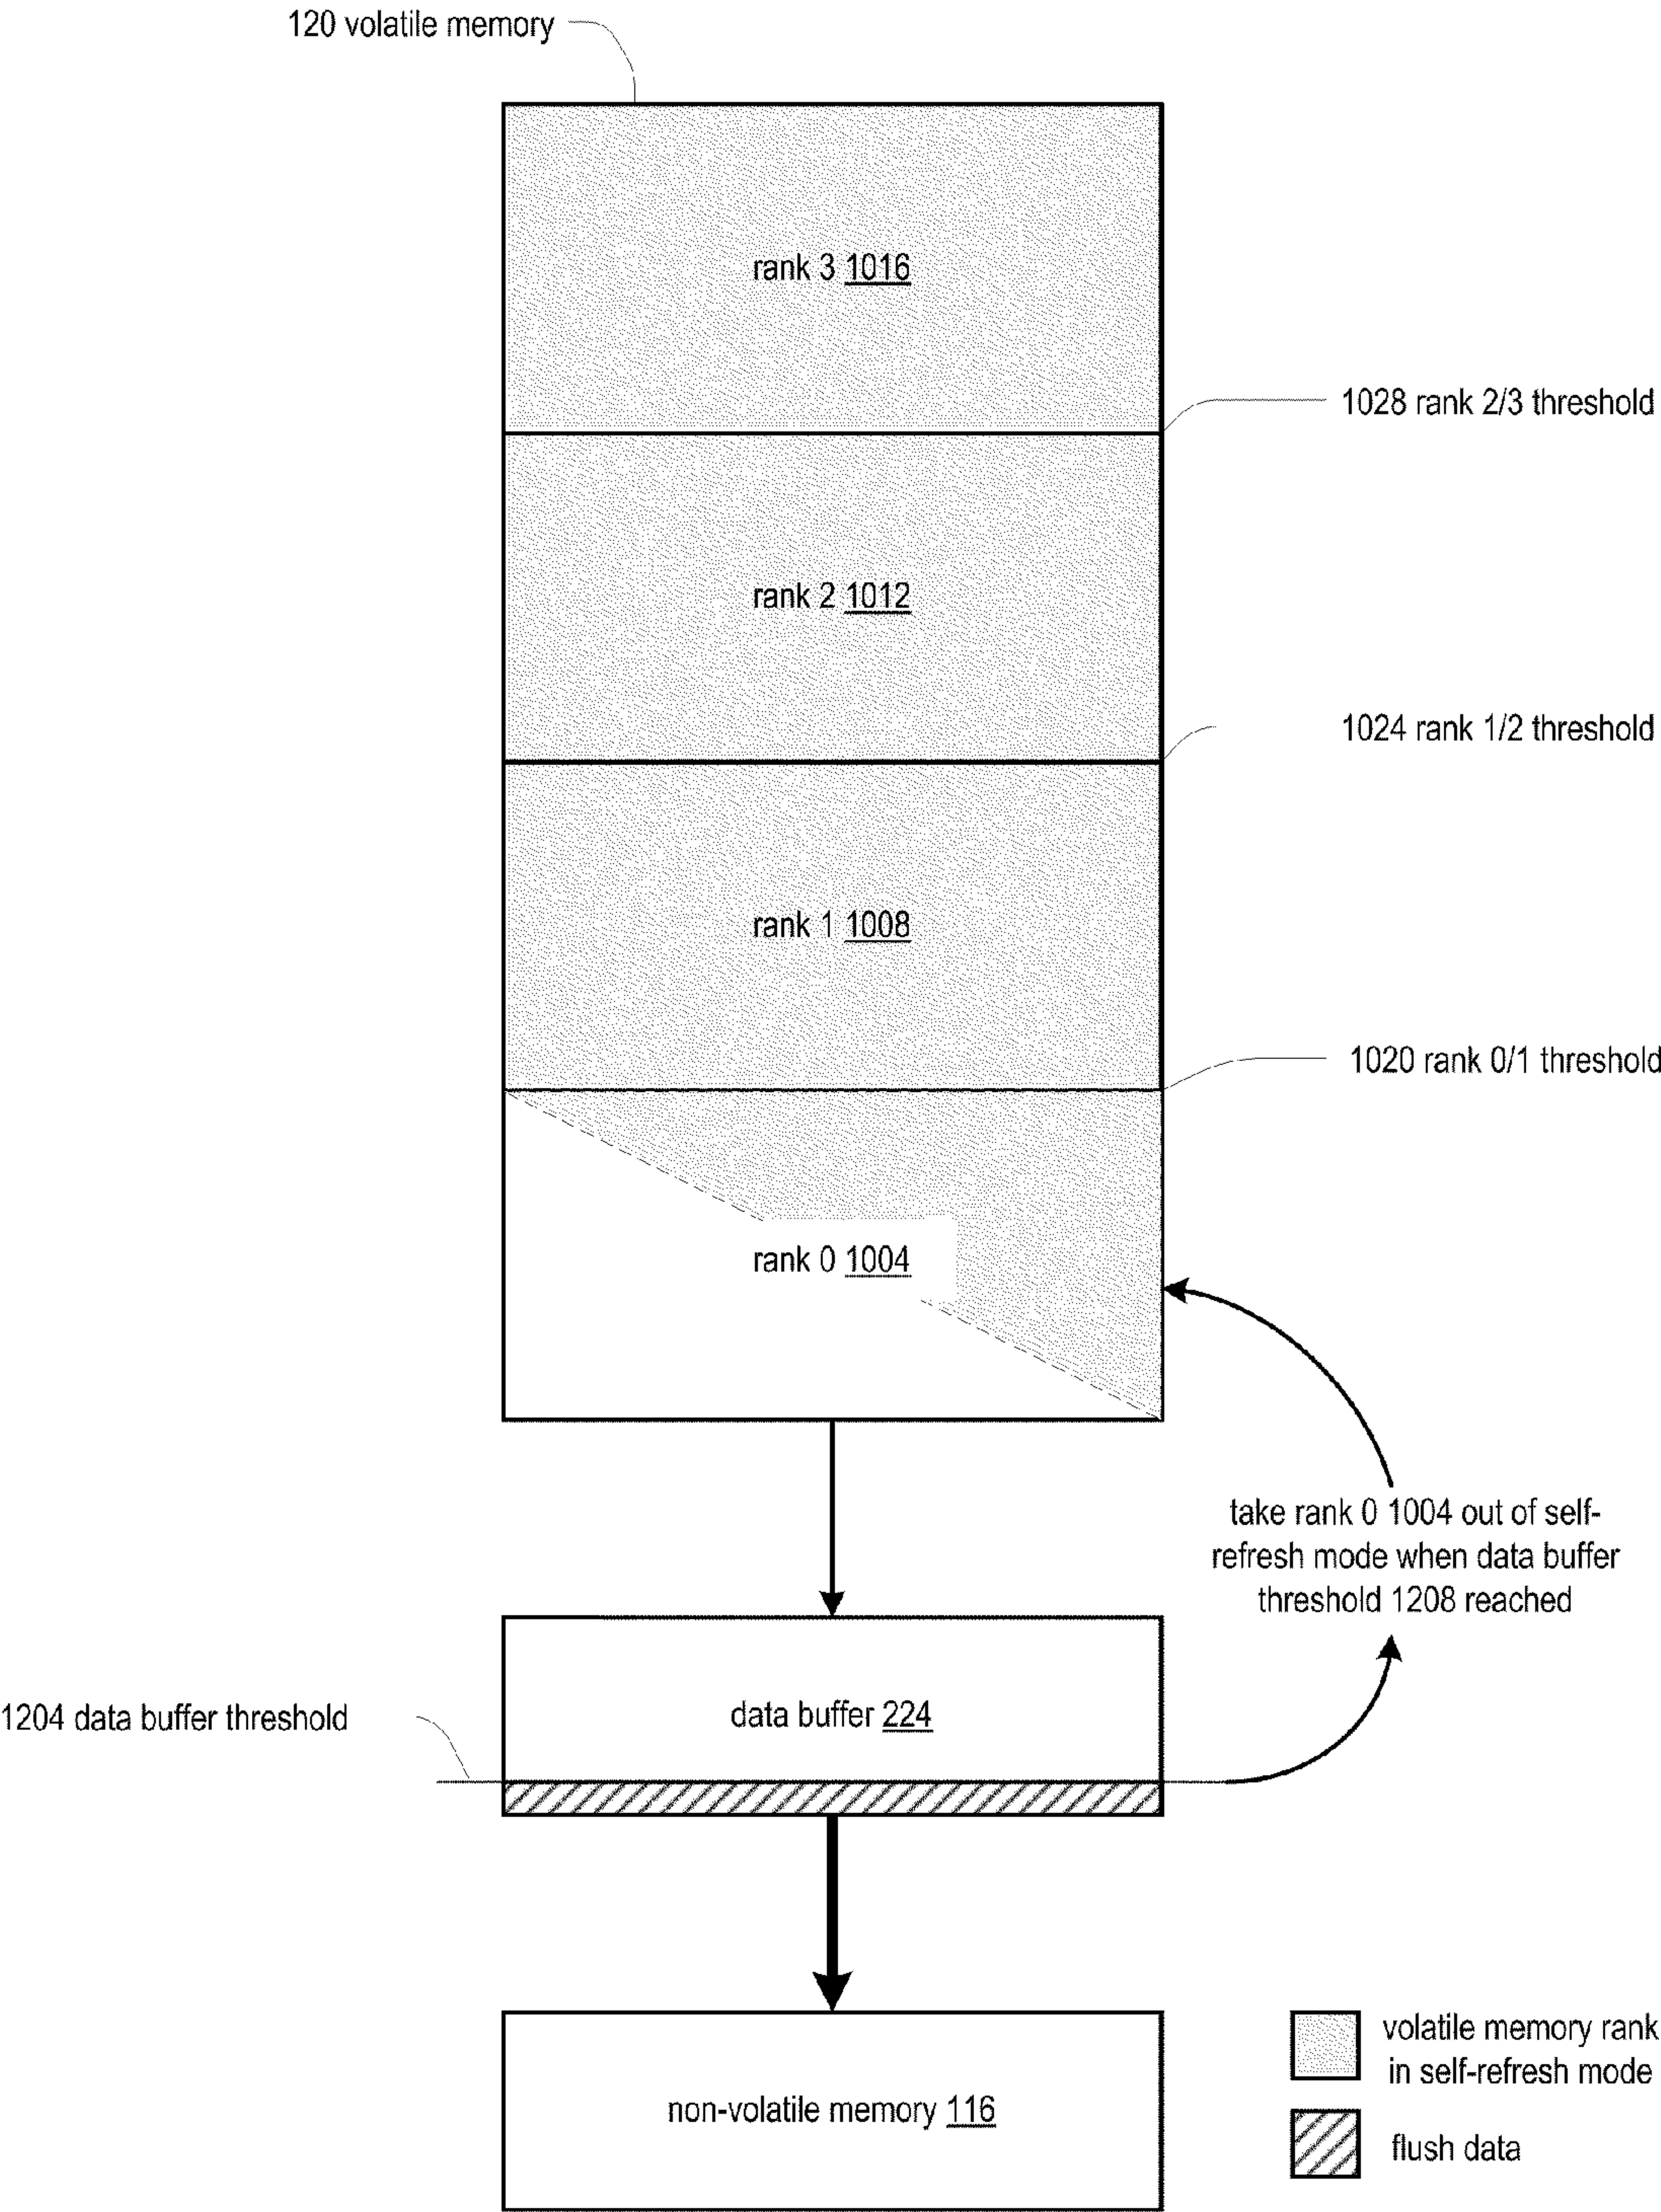 120 volatile memory
rank 3 1016
1028 rank 2/3 threshold
rank 2 1012
1024 rank 1/2 threshold
rank 1 1008
1020 rank 0/1 threshold
rank 0 1004
take rank 0 1004 out of self-
refresh mode when data buffer
threshold 1208 reached
1204 data buffer threshold
data buffer 224
volatile memory rank
in self-refresh mode
non-volatile memory 116
flush data